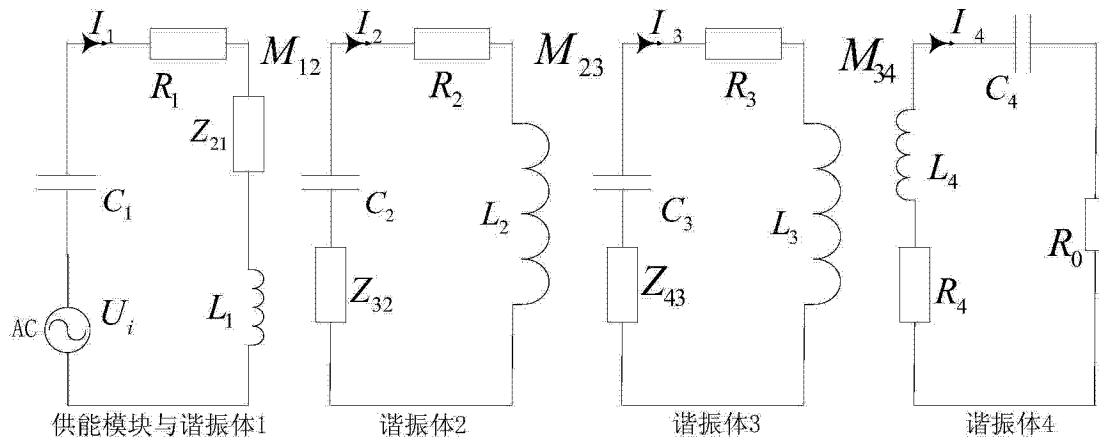 I₁
I₂
I₃
I₄
M₁₂
M₂₃
M₃₄
R₁
R₂
R₃
C₄
Z₂₁
L₄
C₁
C₂
L₂
C₃
L₃
R₀
Z₃₂
Z₄₃
R₄
AC
Uᵢ
L₁
供能模块与谐振体1
谐振体2
谐振体3
谐振体4